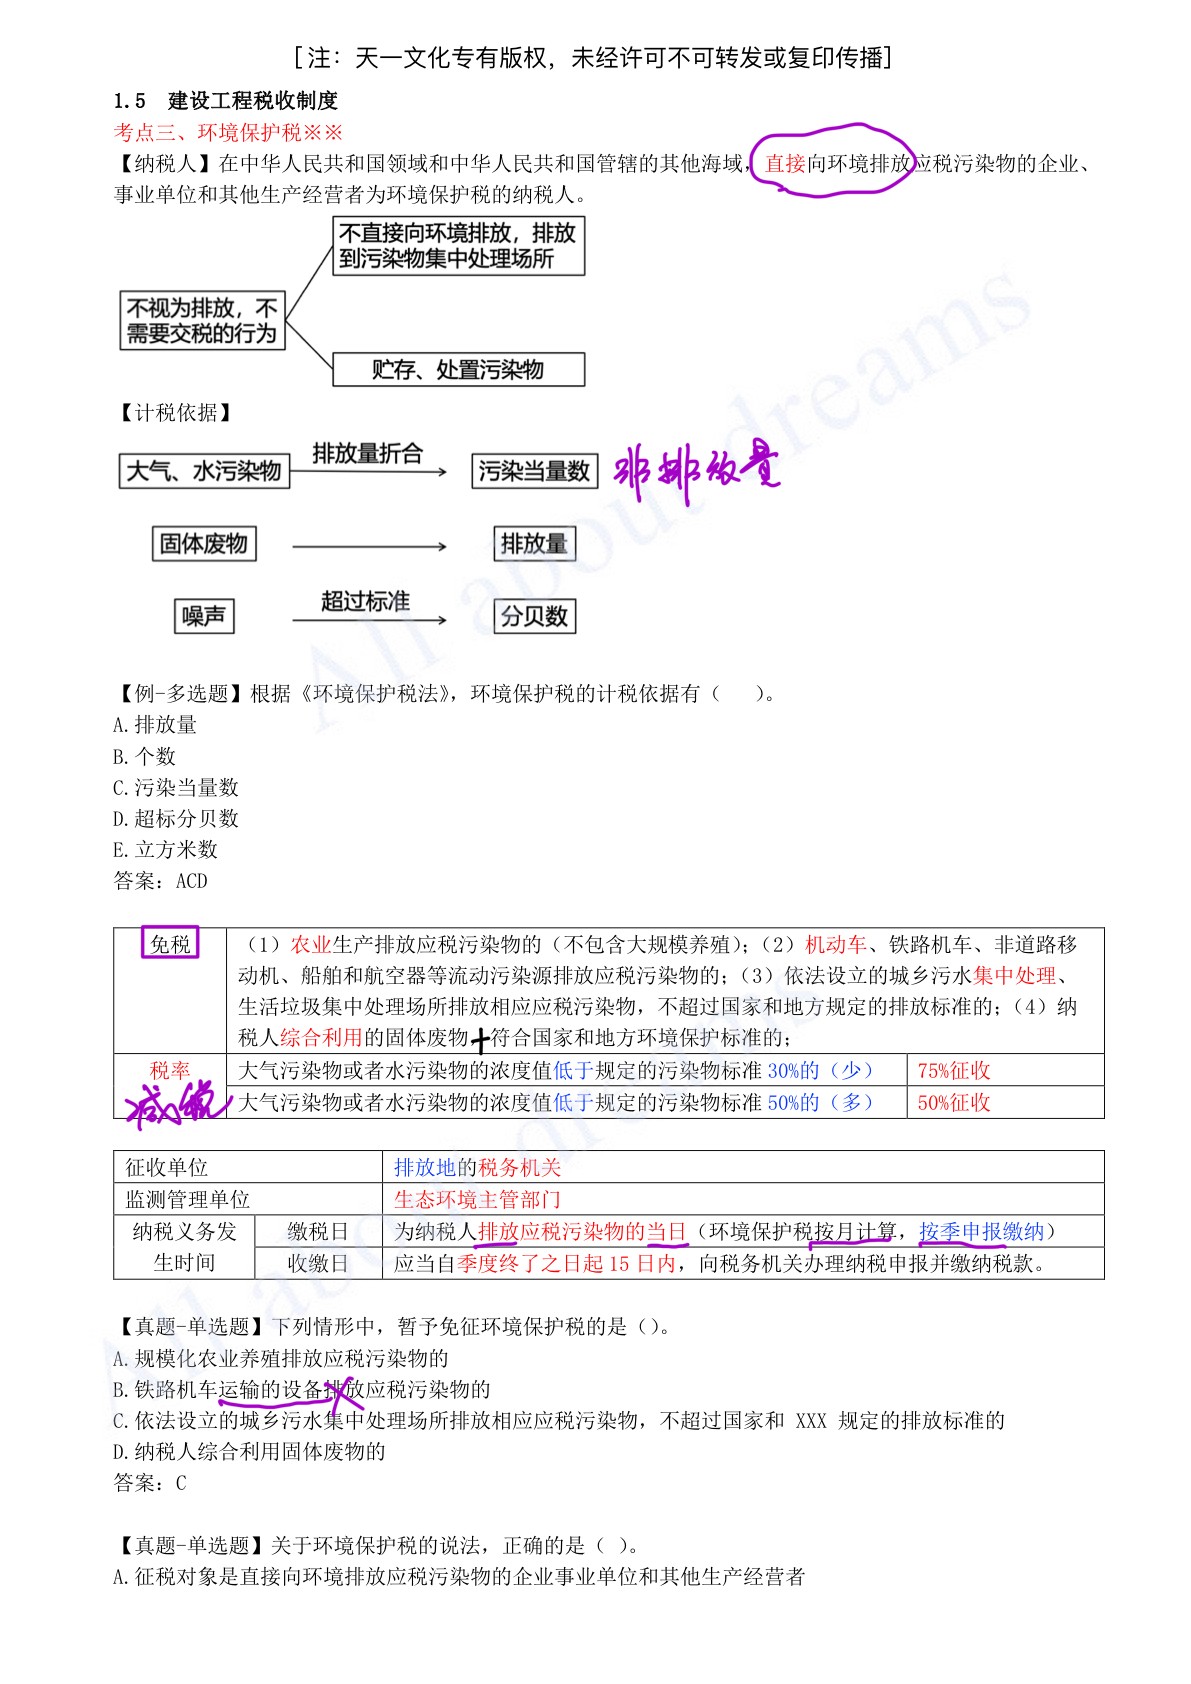 [注：天一文化专有版权，未经许可不可转发或复印传播]
1.5 建设工程税收制度
考点三、环境保护税※※
【纳税人】在中华人民共和国领域和中华人民共和国管辖的其他海域，直接向环境排放应税污染物的企业、
事业单位和其他生产经营者为环境保护税的纳税人。
不直接向环境排放，排放
到污染物集中处理场所
不视为排放，不
需要交税的行为
贮存、处置污染物
【计税依据】
大气、水污染物 排放量折合 污染当量数 非排放量
固体废物 排放量
噪声 超过标准 分贝数
【例-多选题】根据《环境保护税法》，环境保护税的计税依据有（ ）。
A.排放量
B.个数
C.污染当量数
D.超标分贝数
E.立方米数
答案：ACD
免税 （1）农业生产排放应税污染物的（不包含大规模养殖）；（2）机动车、铁路机车、非道路移
动机、船舶和航空器等流动污染源排放应税污染物的；（3）依法设立的城乡污水集中处理、
生活垃圾集中处理场所排放相应应税污染物，不超过国家和地方规定的排放标准的；（4）纳
税人综合利用的固体废物+符合国家和地方环境保护标准的；
税率 大气污染物或者水污染物的浓度值低于规定的污染物标准 30%的（少） 75%征收
减税 大气污染物或者水污染物的浓度值低于规定的污染物标准 50%的（多） 50%征收
征收单位 排放地的税务机关
监测管理单位 生态环境主管部门
纳税义务发 缴税日 为纳税人排放应税污染物的当日（环境保护税按月计算，按季申报缴纳）
生时间 收缴日 应当自季度终了之日起 15 日内，向税务机关办理纳税申报并缴纳税款。
【真题-单选题】下列情形中，暂予免征环境保护税的是（）。
A.规模化农业养殖排放应税污染物的
B.铁路机车运输的设备排放应税污染物的
C.依法设立的城乡污水集中处理场所排放相应应税污染物，不超过国家和 XXX 规定的排放标准的
D.纳税人综合利用固体废物的
答案：C
【真题-单选题】关于环境保护税的说法，正确的是（ ）。
A.征税对象是直接向环境排放应税污染物的企业事业单位和其他生产经营者
All about dreams
All about dreams